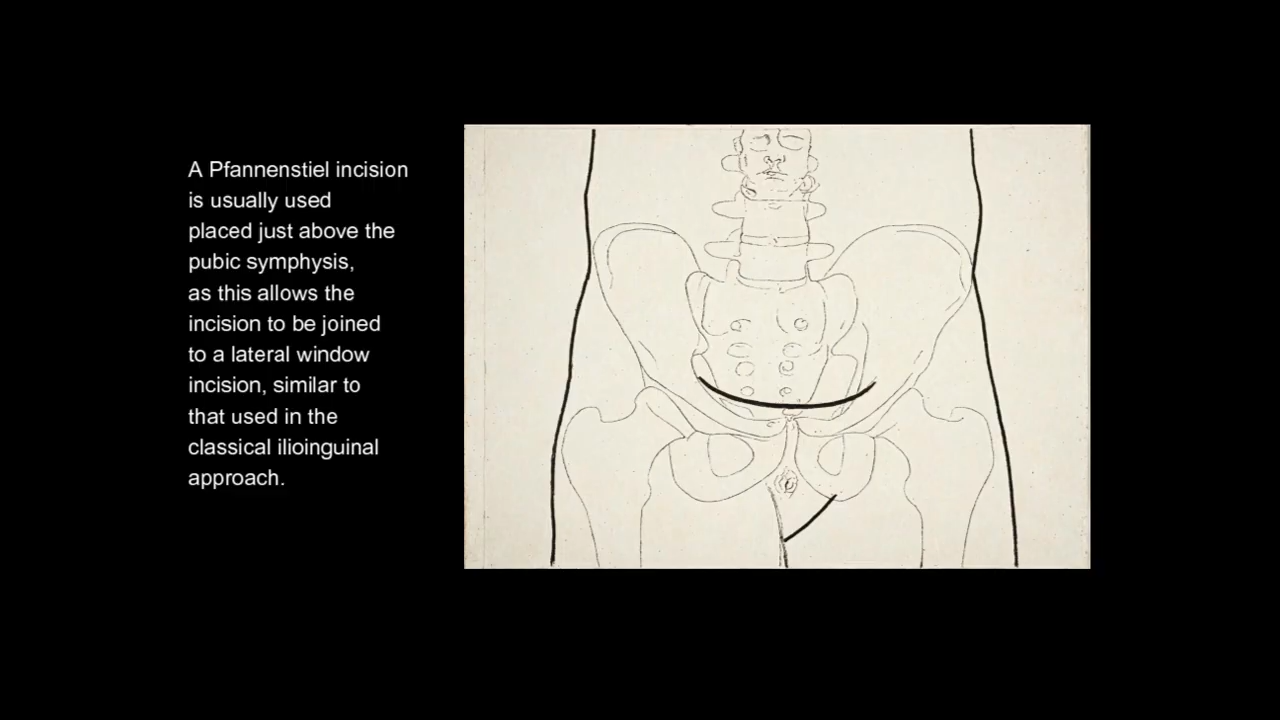 A Pfannenstiel incision
is usually used
placed just above the
pubic symphysis,
as this allows the
incision to be joined
to a lateral window
incision, similar to
that used in the
classical ilioinguinal
approach.